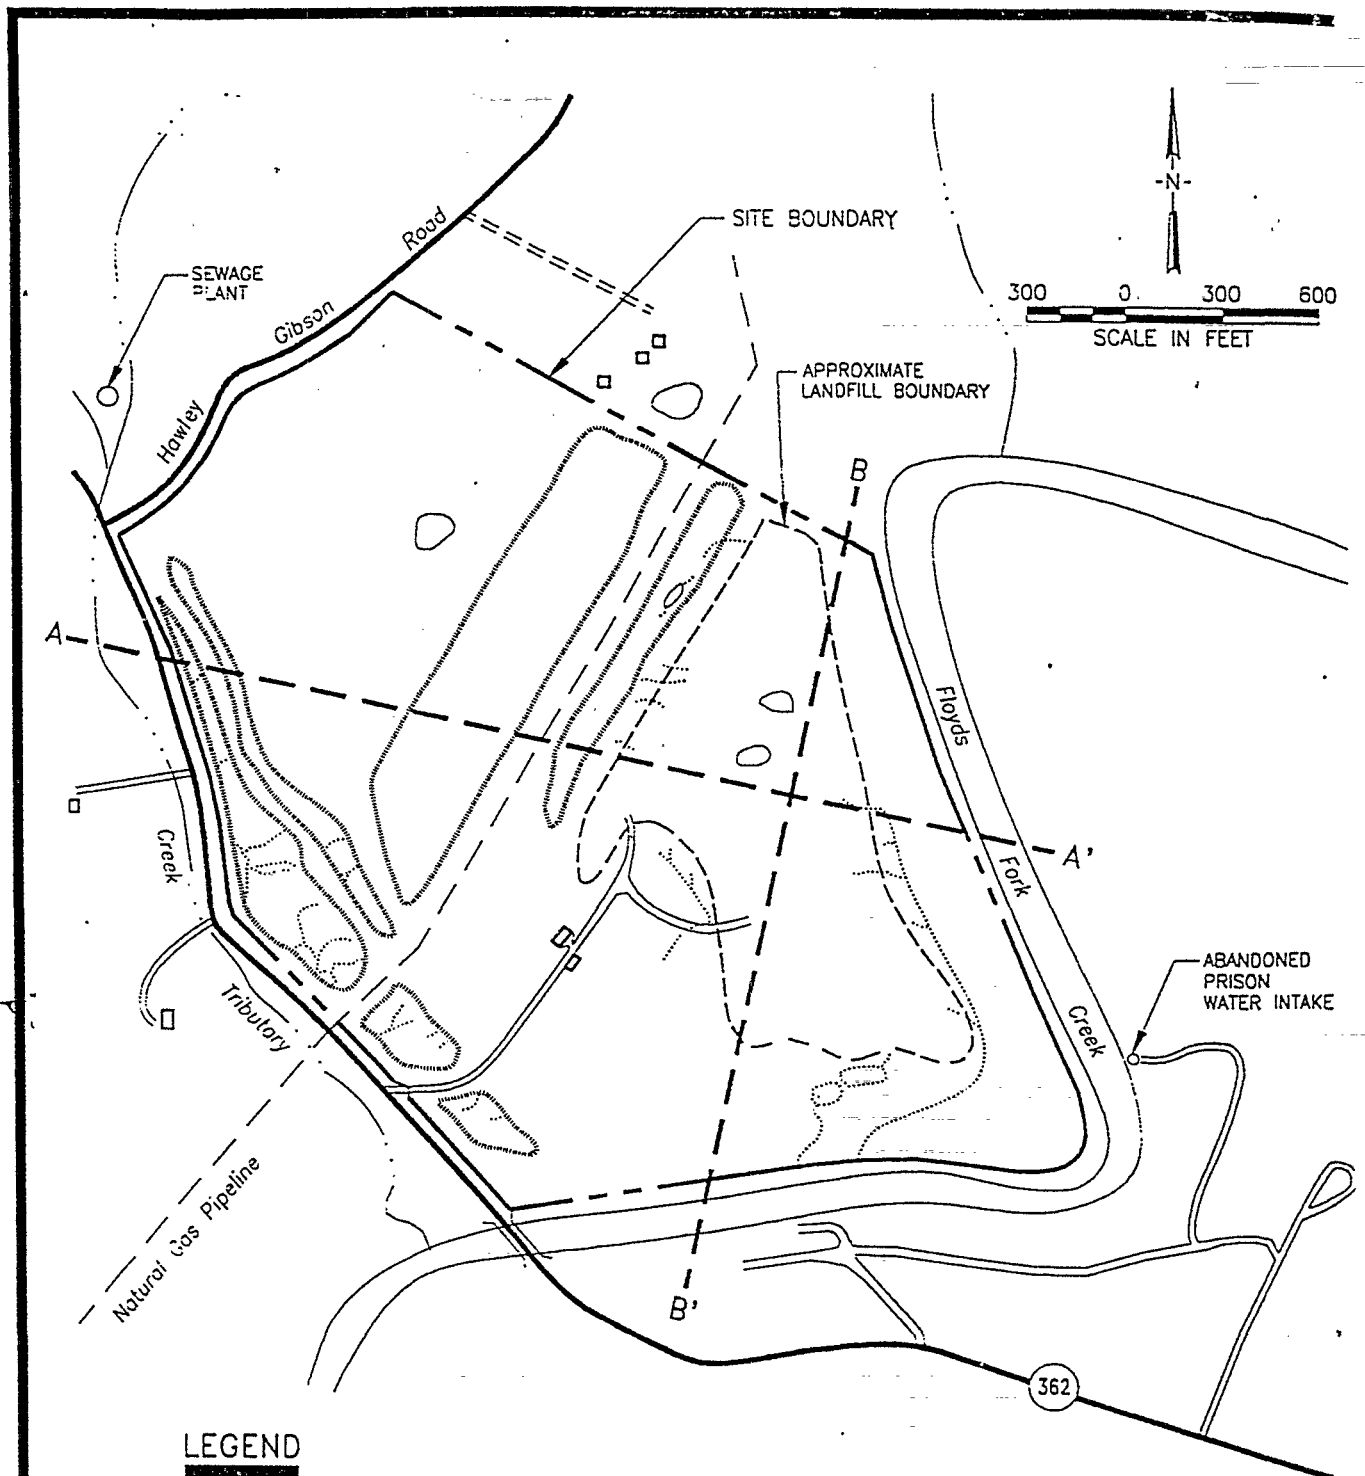 -N-
300 0 300 600
SCALE IN FEET
SITE BOUNDARY
Road
SEWAGE
PLANT
Gibson
APPROXIMATE
LANDFILL BOUNDARY
Hawley
B
A
Floyds
Creek
A'
Fork
ABANDONED
PRISON
WATER INTAKE
Creek
Tributary
Natural Gas Pipeline
B'
362
LEGEND